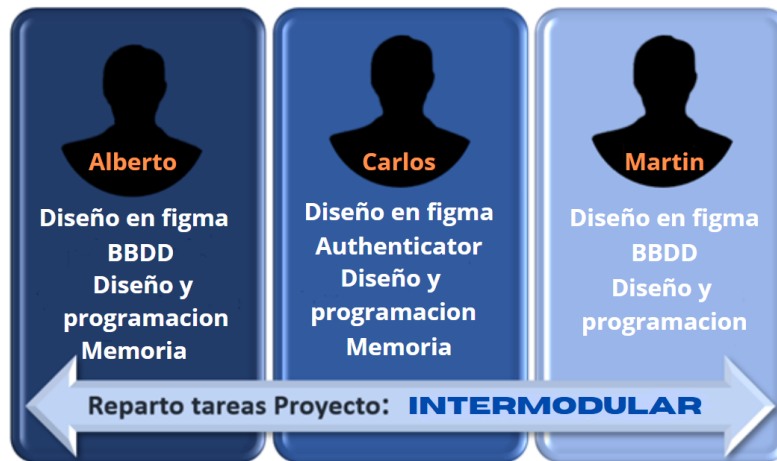 Alberto
Diseño en figma
BBDD
Diseño y
programacion
Memoria
Carlos
Diseño en figma
Authenticator
Diseño y
programacion
Memoria
Martin
Diseño en figma
BBDD
Diseño y
programacion
Reparto tareas Proyecto: INTERMODULAR